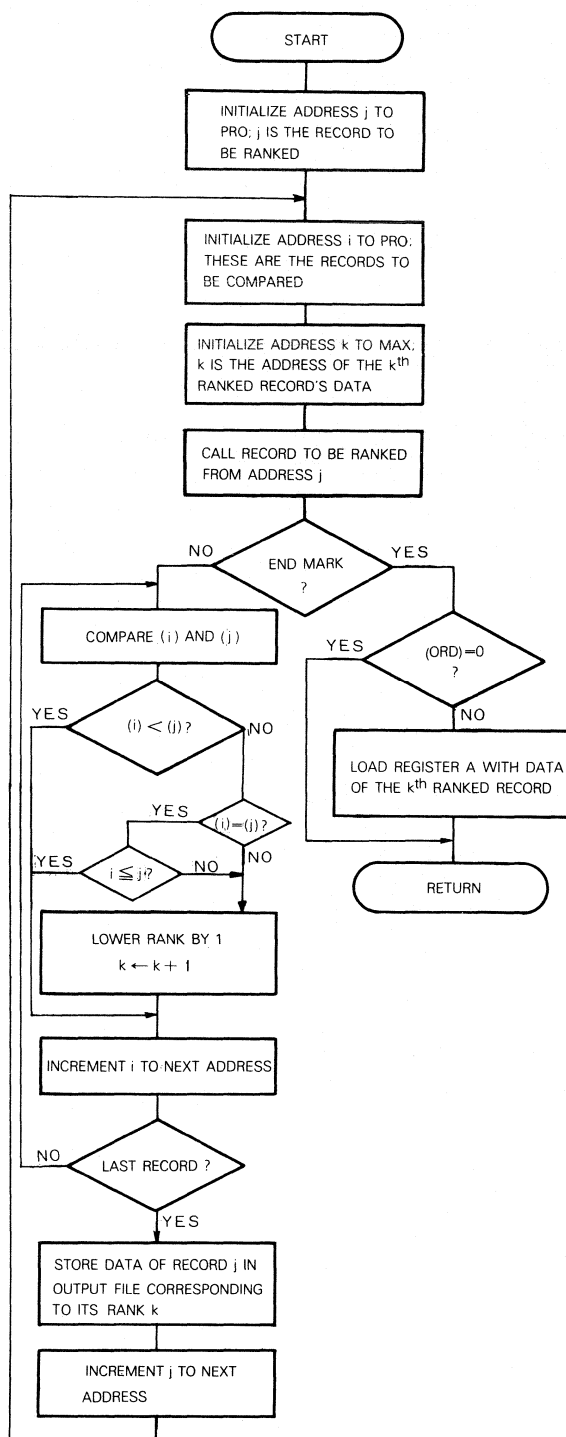 START
INITIALIZE ADDRESS j TO
PRO; j IS THE RECORD TO
BE RANKED
INITIALIZE ADDRESS i TO PRO;
THESE ARE THE RECORDS TO
BE COMPARED
INITIALIZE ADDRESS k TO MAX;
k IS THE ADDRESS OF THE kth
RANKED RECORD'S DATA
CALL RECORD TO BE RANKED
FROM ADDRESS j
NO
END MARK
?
YES
COMPARE (i) AND (j)
YES
(ORD)=0
?
NO
YES
(i) < (j)?
NO
LOAD REGISTER A WITH DATA
OF THE kth RANKED RECORD
YES
(i)=(j)?
YES
i ≦ j?
NO
NO
RETURN
LOWER RANK BY 1
k ← k + 1
INCREMENT i TO NEXT ADDRESS
NO
LAST RECORD ?
YES
STORE DATA OF RECORD j IN
OUTPUT FILE CORRESPONDING
TO ITS RANK k
INCREMENT j TO NEXT
ADDRESS